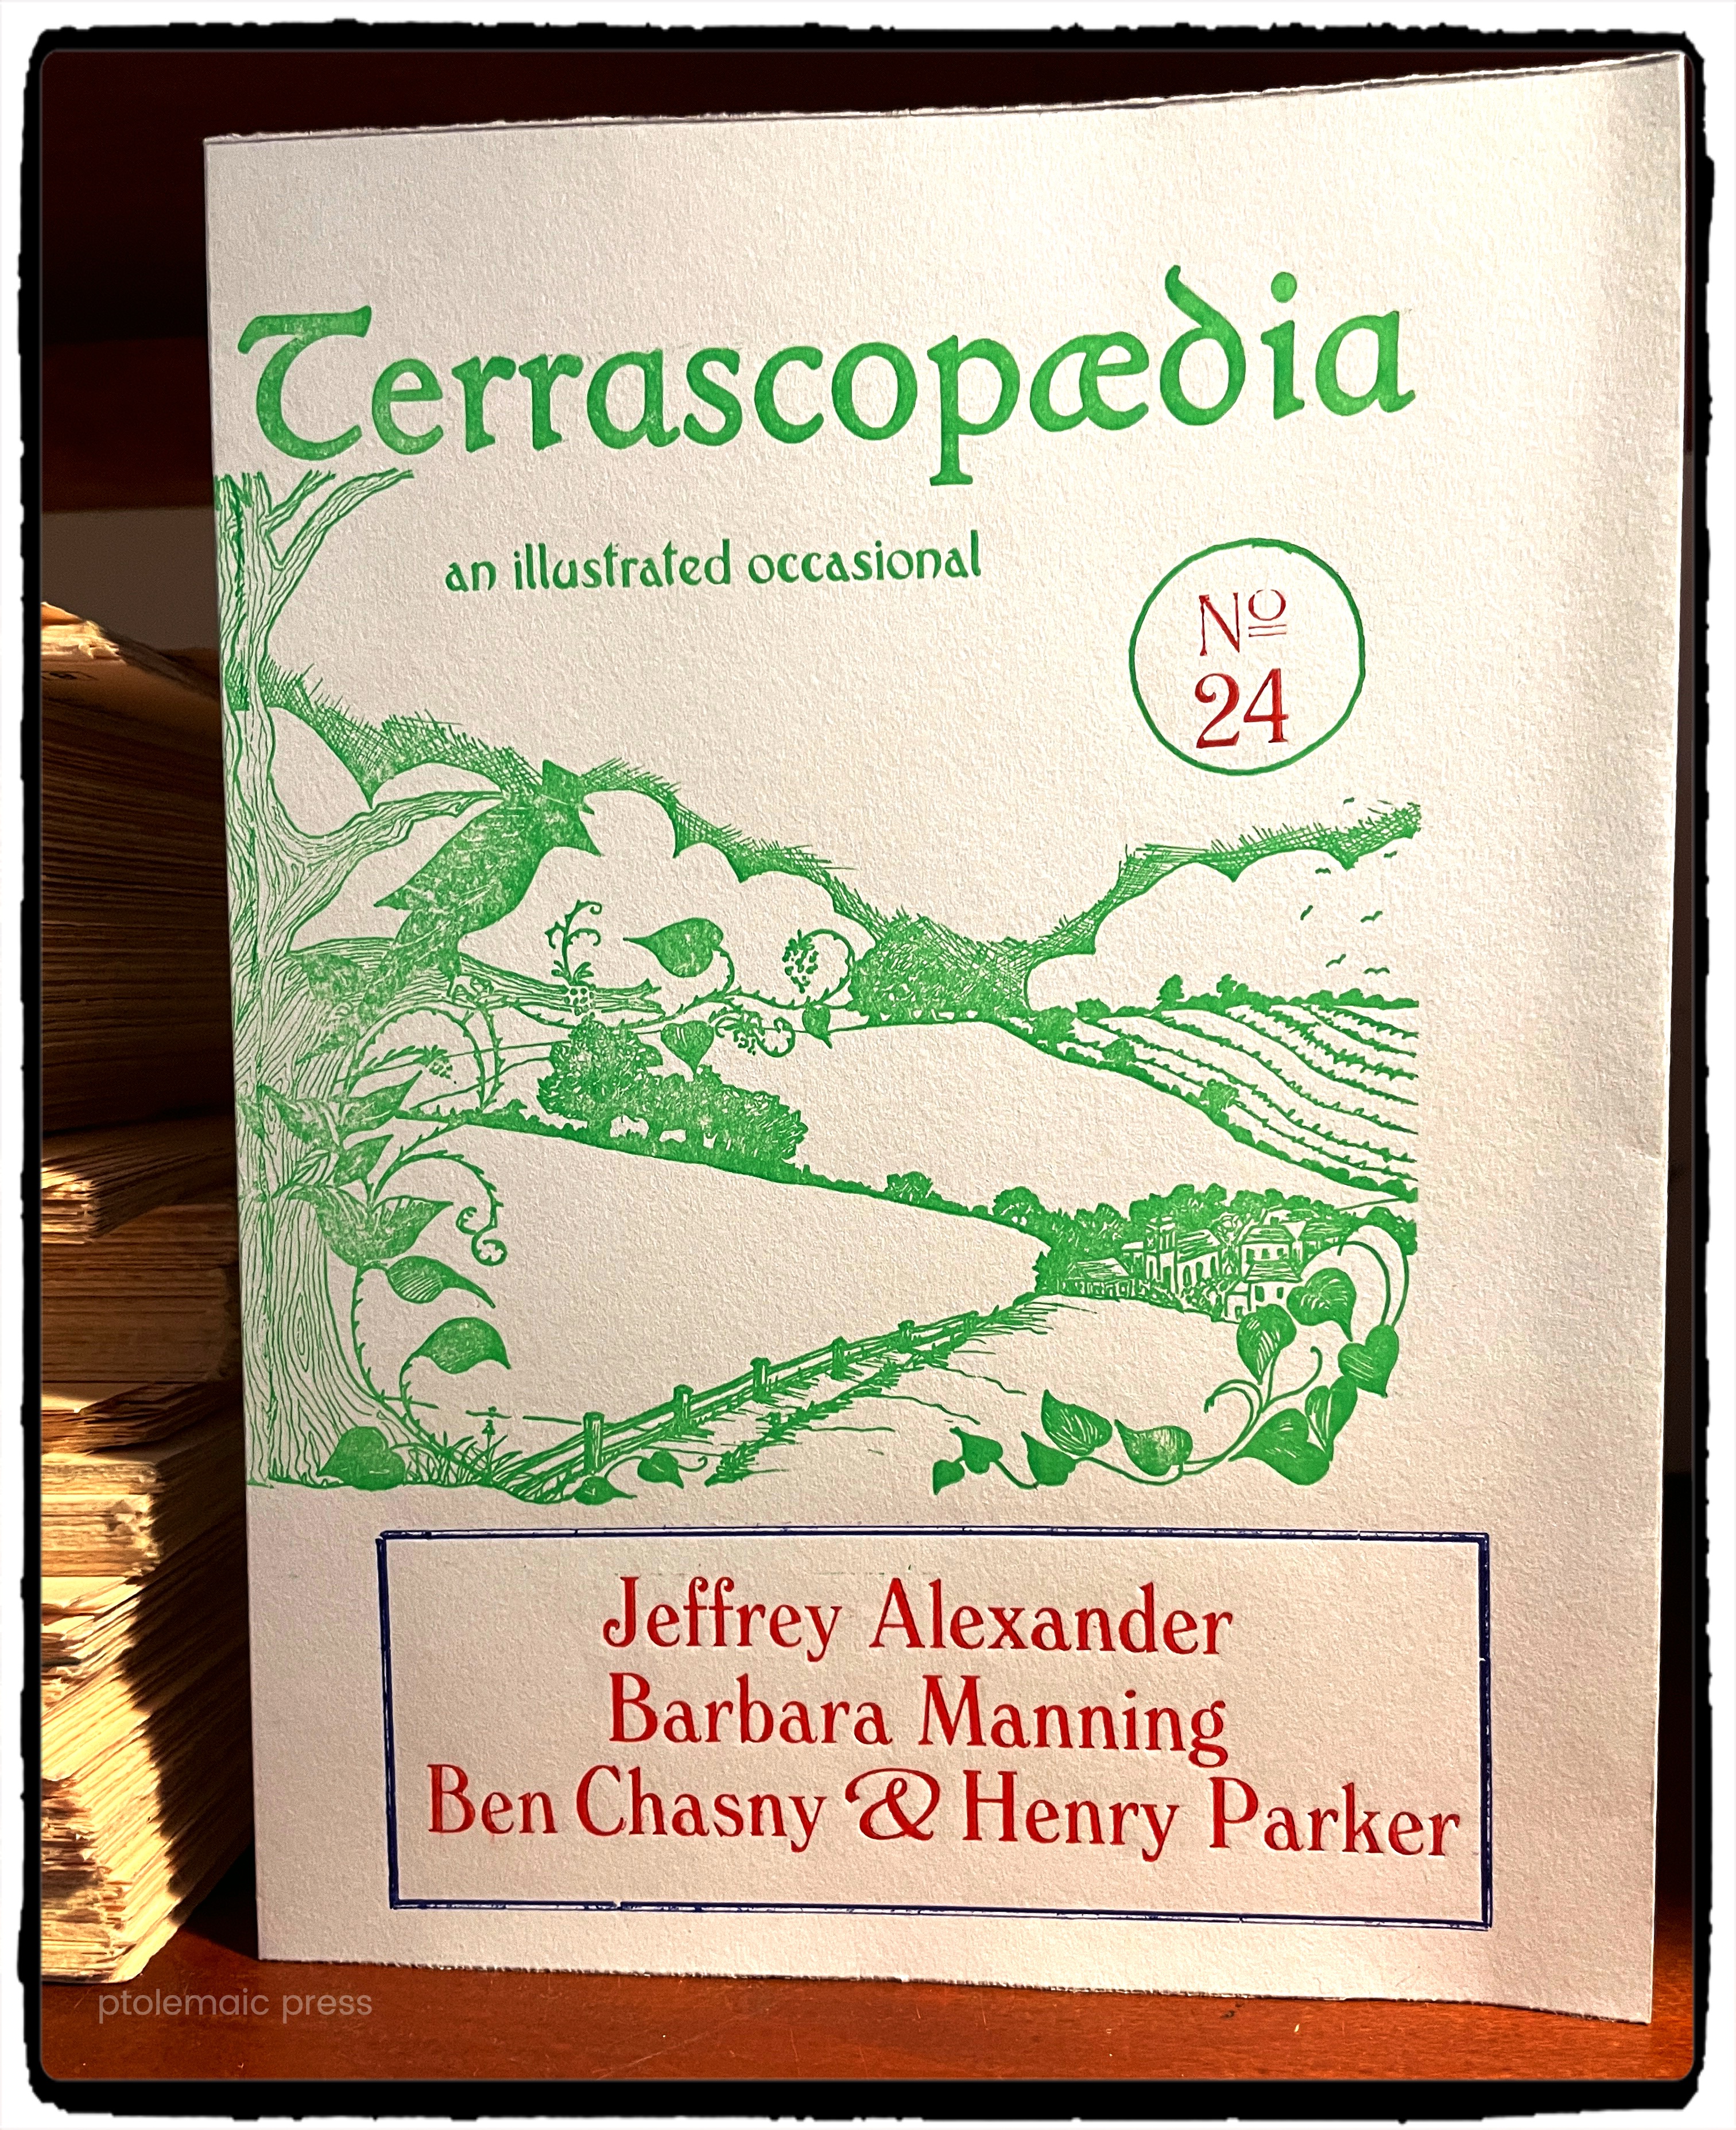 Terrascopædia
an illustrated occasional
Nº
24
Jeffrey Alexander
Barbara Manning
Ben Chasny & Henry Parker
ptolemaic press